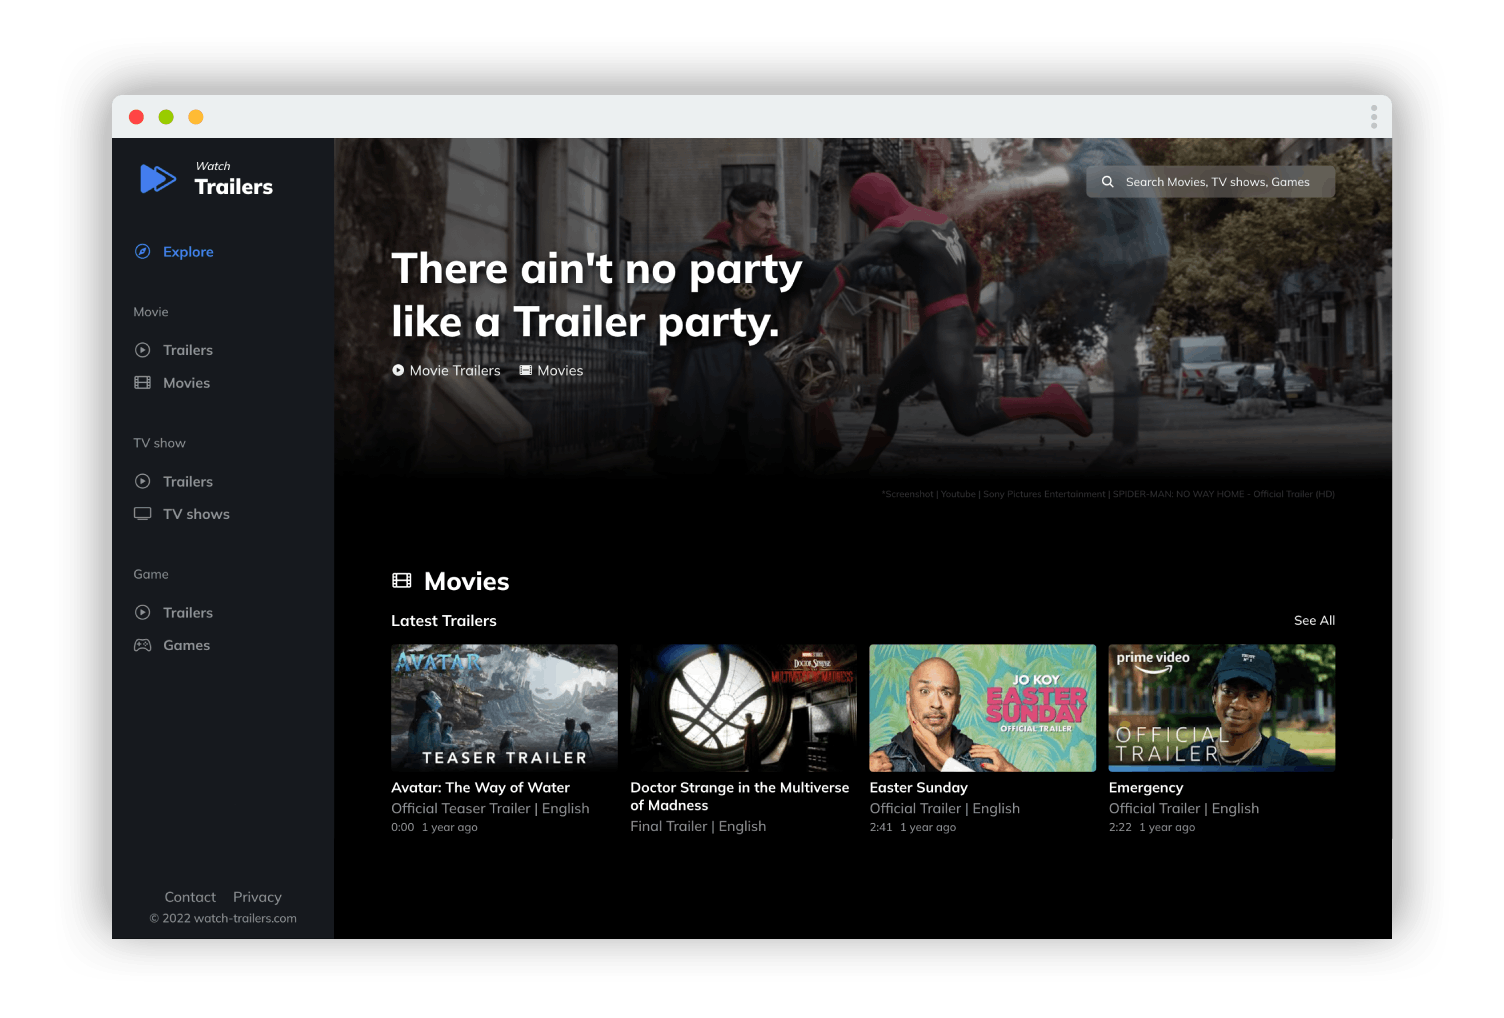 Watch
Trailers
Explore
Movie
Trailers
Movies
TV show
Trailers
TV shows
Game
Trailers
Games
Contact Privacy
© 2022 watch-trailers.com
Search Movies, TV shows, Games
There ain't no party
like a Trailer party.
Movie Trailers Movies
*Screenshot | Youtube | Sony Pictures Entertainment | SPIDER-MAN: NO WAY HOME - Official Trailer (HD)
Movies
Latest Trailers
See All
AVATAR
TEASER TRAILER
Avatar: The Way of Water
Official Teaser Trailer | English
0:00 1 year ago
DOCTOR STRANGE
MULTIVERSE OF MADNESS
Doctor Strange in the Multiverse
of Madness
Final Trailer | English
JO KOY
EASTER
SUNDAY
OFFICIAL TRAILER
Easter Sunday
Official Trailer | English
2:41 1 year ago
prime video
OFFICIAL
TRAILER
Emergency
Official Trailer | English
2:22 1 year ago